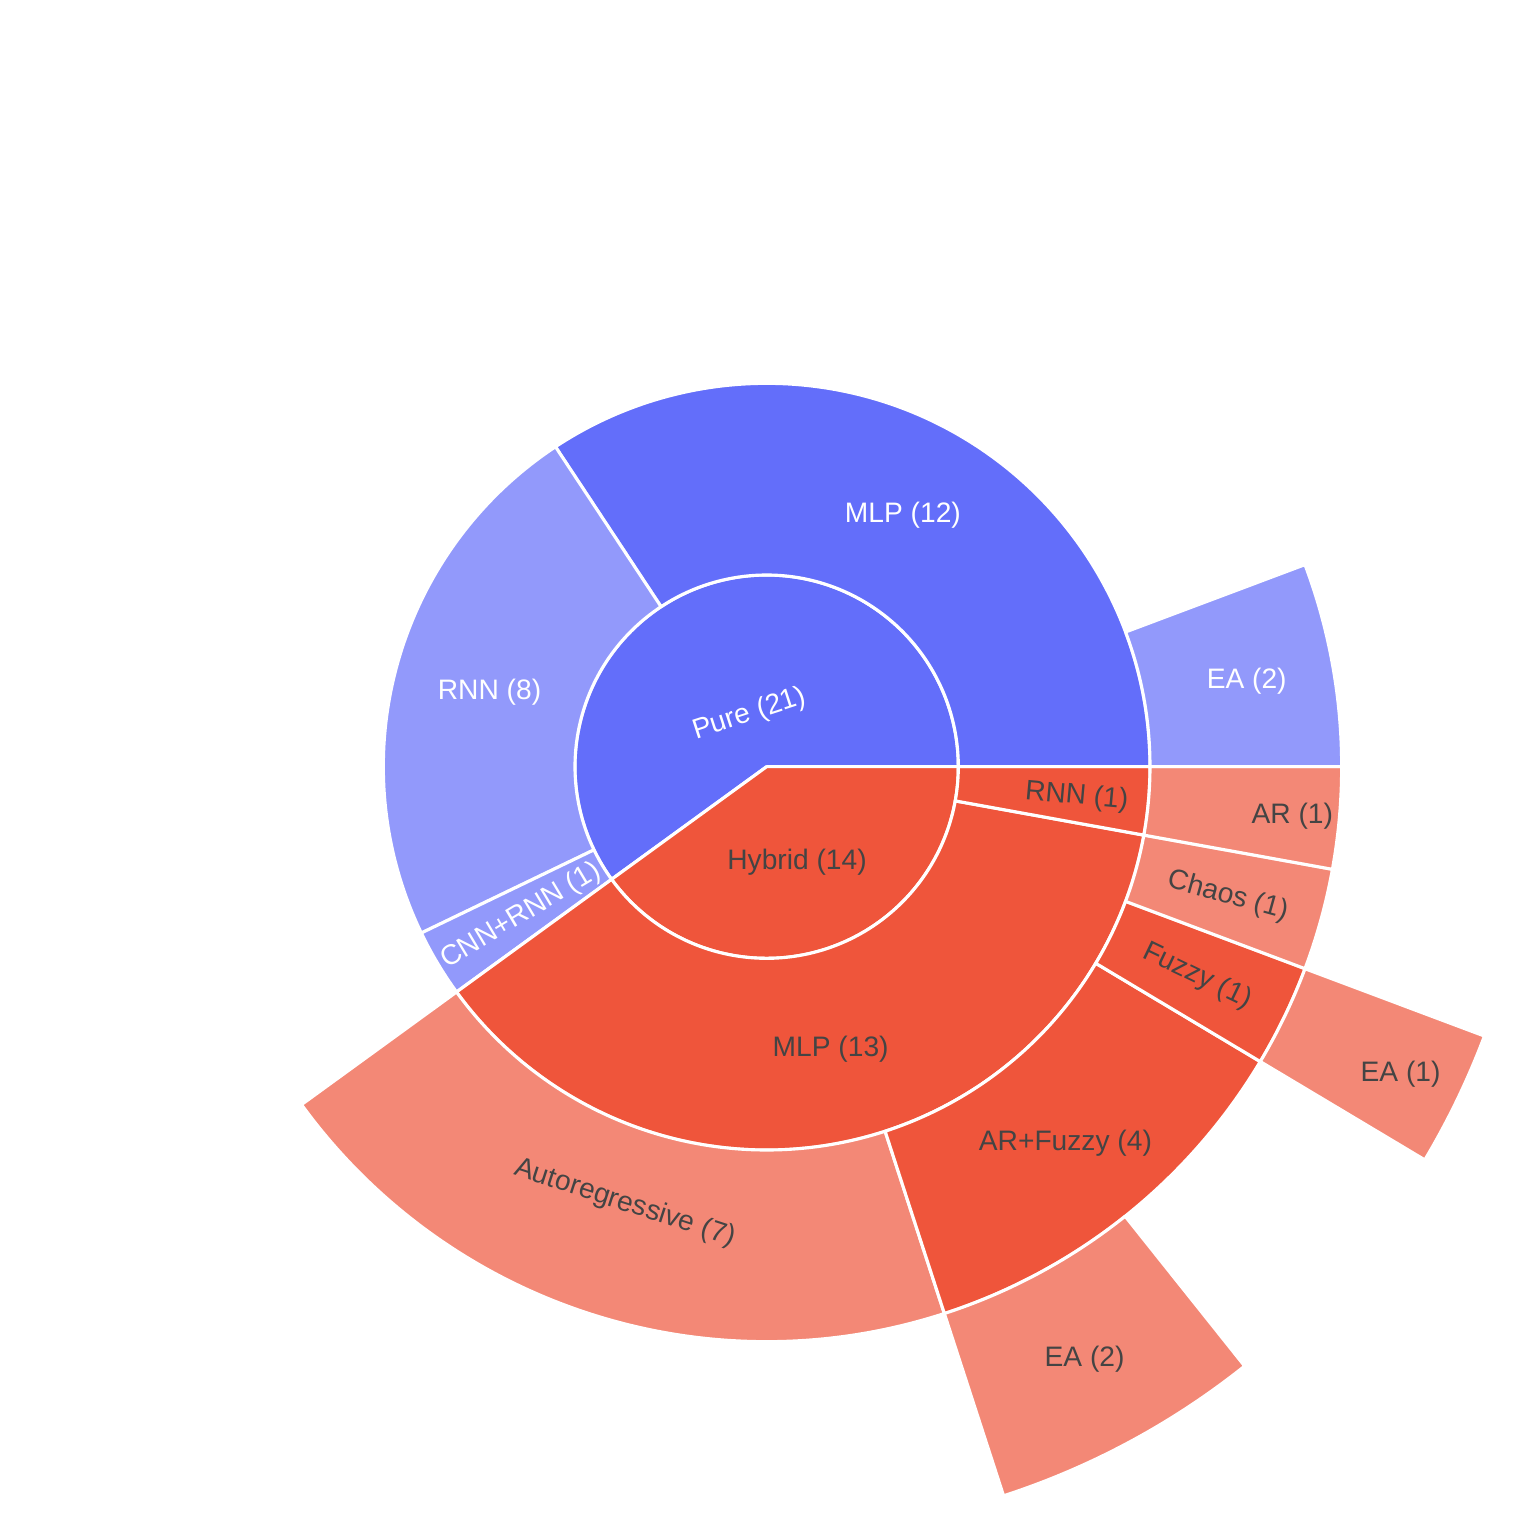 MLP (12)
EA (2)
RNN (8)
Pure (21)
RNN (1)
AR (1)
Hybrid (14)
Chaos (1)
CNN+RNN (1)
Fuzzy (1)
MLP (13)
EA (1)
AR+Fuzzy (4)
Autoregressive (7)
EA (2)